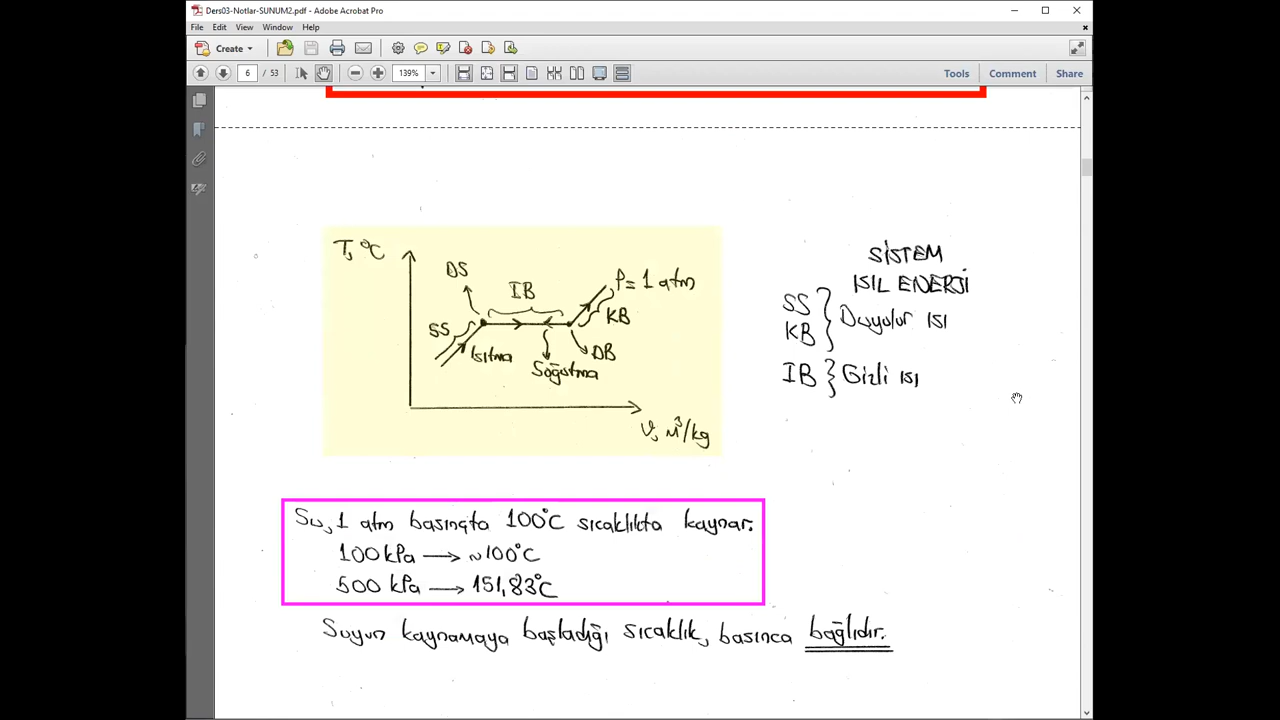 Ders03-Notlar-SUNUM2.pdf - Adobe Acrobat Pro
File Edit View Window Help
Create
6 / 53 139% Tools Comment Share
T, °C
DS
IB
P= 1 atm
SS
KB
Isıtma
DB
Soğutma
v, m³/kg
SİSTEM
ISIL ENERJİ
SS
KB
Duyulur ısı
IB
Gizli ısı
Su, 1 atm basınçta 100°C sıcaklıkta kaynar.
100 kPa → ~100°C
500 kPa → 151,83°C
Suyun kaynamaya başladığı sıcaklık, basınca bağlıdır.